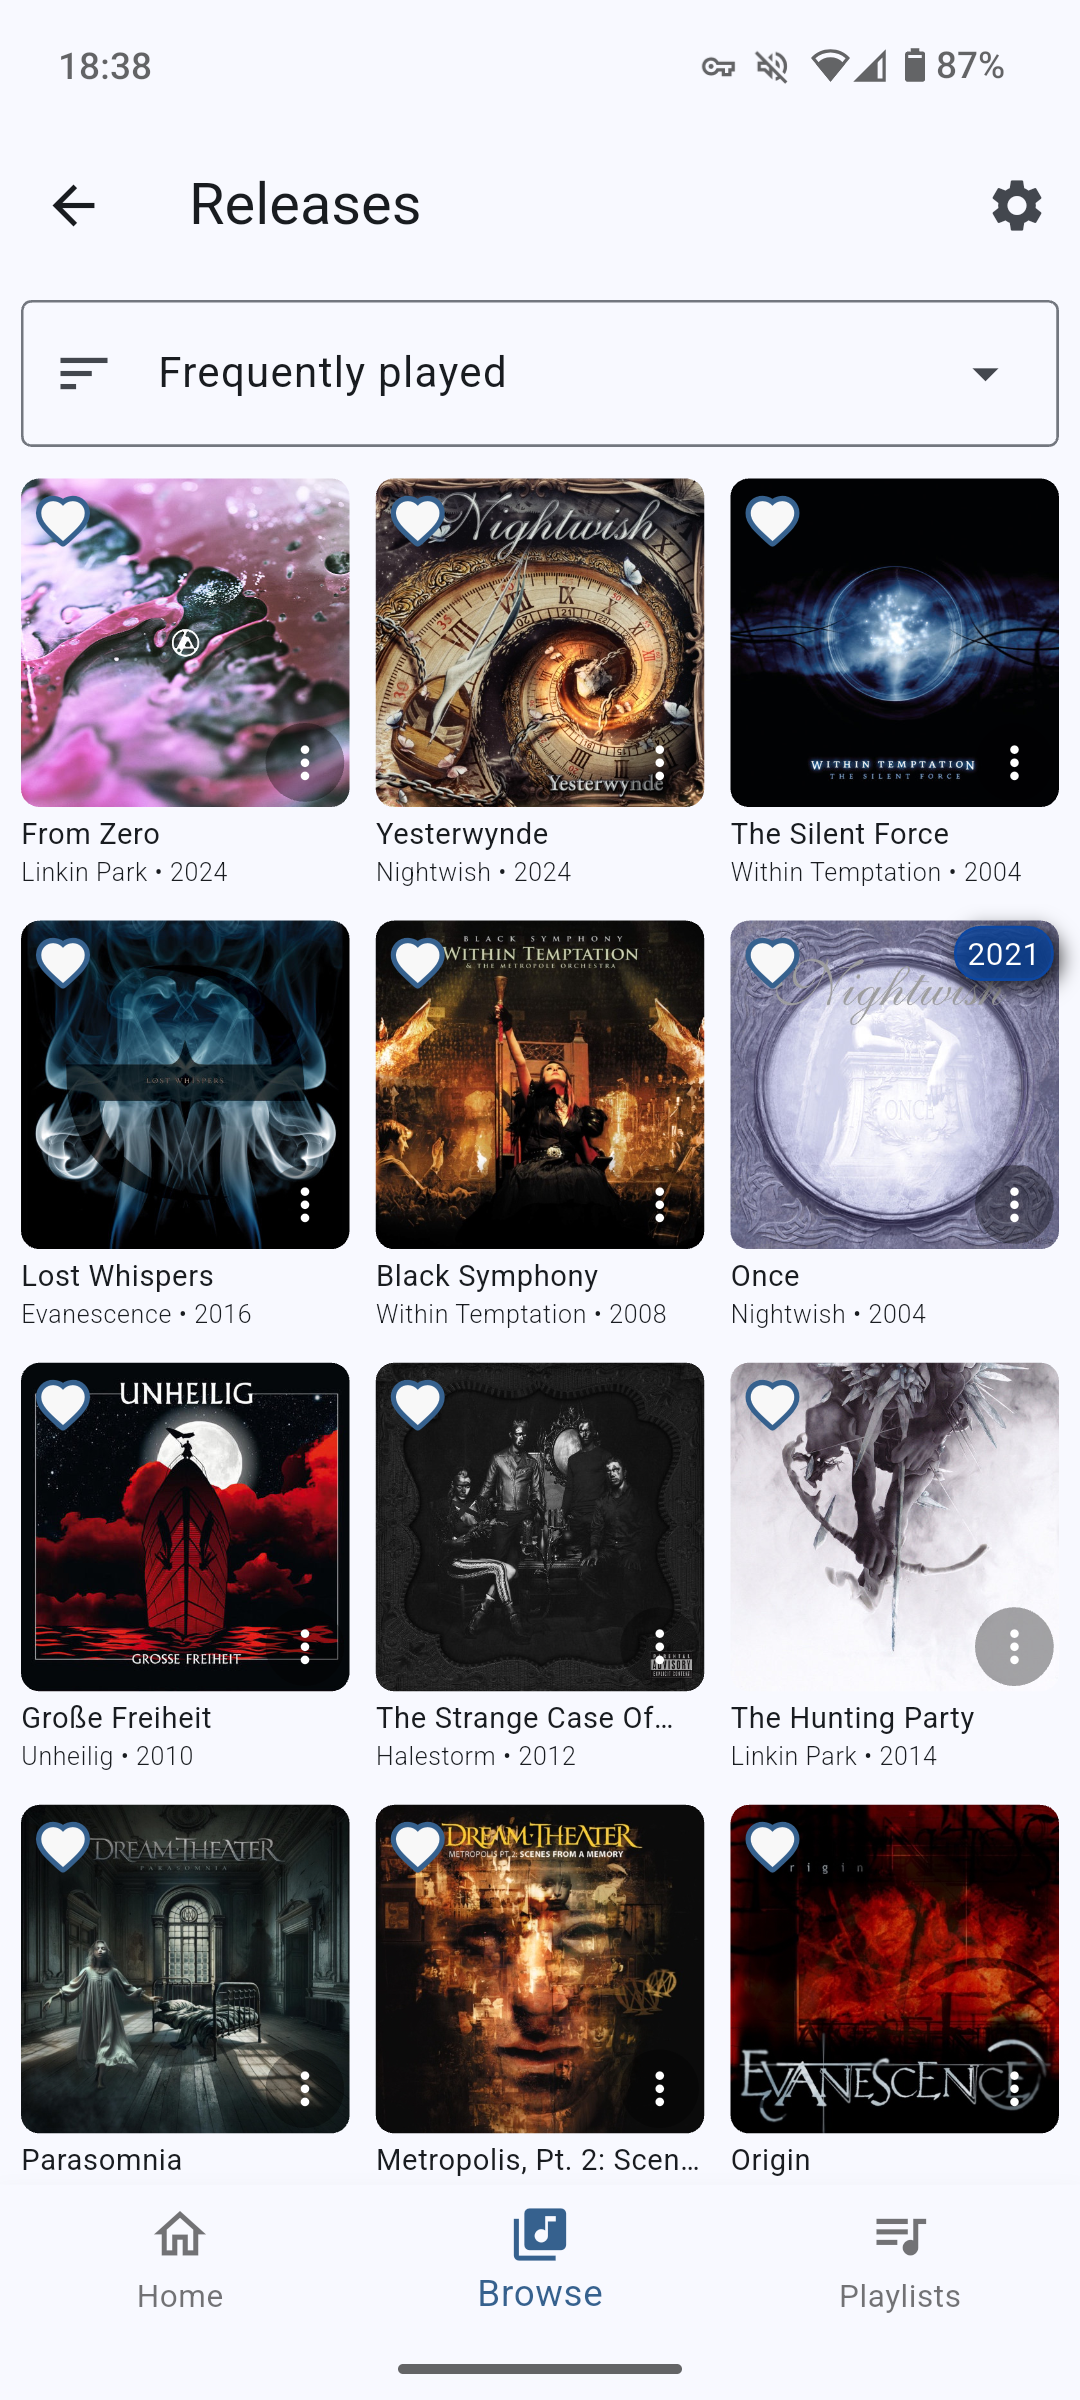 18:38
87%
Releases
Frequently played
Nightwish
Yesterwynde
WITHIN TEMPTATION
THE SILENT FORCE
From Zero
Linkin Park • 2024
Yesterwynde
Nightwish • 2024
The Silent Force
Within Temptation • 2004
LOST WHISPERS
BLACK SYMPHONY
WITHIN TEMPTATION
& THE METROPOLE ORCHESTRA
2021
Nightwish
ONCE
Lost Whispers
Evanescence • 2016
Black Symphony
Within Temptation • 2008
Once
Nightwish • 2004
UNHEILIG
GROSSE FREIHEIT
ADVISORY
EXPLICIT CONTENT
Große Freiheit
Unheilig • 2010
The Strange Case Of…
Halestorm • 2012
The Hunting Party
Linkin Park • 2014
DREAM THEATER
PARASOMNIA
DREAM THEATER
METROPOLIS PT. 2: SCENES FROM A MEMORY
rigin
EVANESCENCE
Parasomnia
Metropolis, Pt. 2: Scen…
Origin
Home
Browse
Playlists